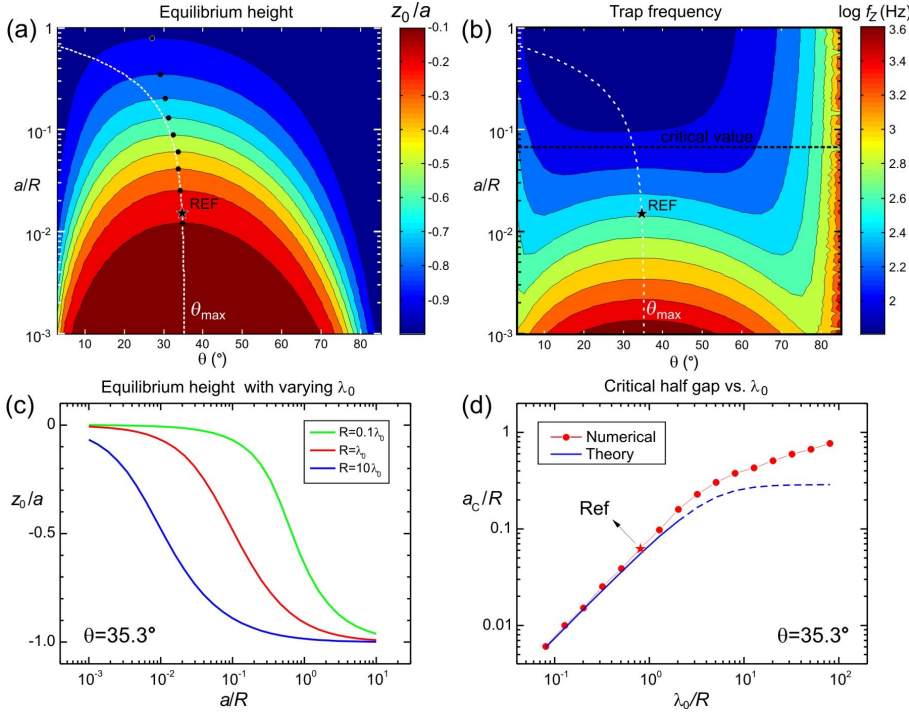 Equilibrium height
z₀/a
(a)
1
10⁻¹
a/R
10⁻²
10⁻³
REF
θmax
10 20 30 40 50 60 70 80
θ (°)
-0.1
-0.2
-0.3
-0.4
-0.5
-0.6
-0.7
-0.8
-0.9
Trap frequency
log fZ (Hz)
(b)
1
10⁻¹
a/R
10⁻²
10⁻³
critical value
REF
θmax
10 20 30 40 50 60 70 80
θ (°)
3.6
3.4
3.2
3
2.8
2.6
2.4
2.2
2
Equilibrium height with varying λ₀
(c)
0
z₀/a
-0.5
-1.0
R=0.1λ₀
R=λ₀
R=10λ₀
θ=35.3°
10⁻³ 10⁻² 10⁻¹ 10⁰ 10¹
a/R
Critical half gap vs. λ₀
(d)
1
aC/R
0.1
0.01
Numerical
Theory
Ref
θ=35.3°
10⁻¹ 10⁰ 10¹ 10²
λ₀/R